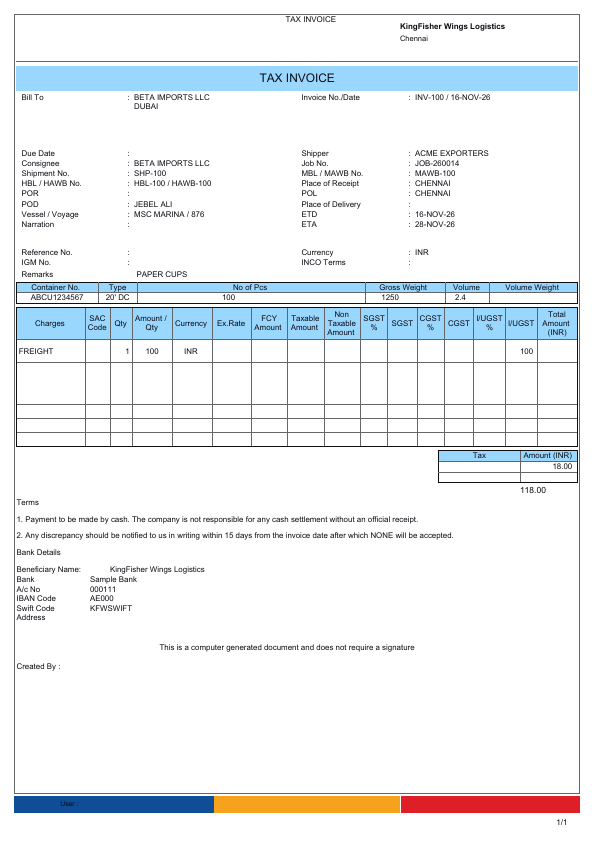 TAX INVOICE
KingFisher Wings Logistics
Chennai
TAX INVOICE
Bill To : BETA IMPORTS LLC Invoice No./Date : INV-100 / 16-NOV-26
DUBAI
Due Date : Shipper : ACME EXPORTERS
Consignee : BETA IMPORTS LLC Job No. : JOB-260014
Shipment No. : SHP-100 MBL / MAWB No. : MAWB-100
HBL / HAWB No. : HBL-100 / HAWB-100 Place of Receipt : CHENNAI
POR : POL : CHENNAI
POD : JEBEL ALI Place of Delivery :
Vessel / Voyage : MSC MARINA / 876 ETD : 16-NOV-26
Narration : ETA : 28-NOV-26
Reference No. : Currency : INR
IGM No. : INCO Terms :
Remarks PAPER CUPS
Container No. Type No of Pcs Gross Weight Volume Volume Weight
ABCU1234567 20' DC 100 1250 2.4
Charges SAC Code Qty Amount / Qty Currency Ex.Rate FCY Amount Taxable Amount Non Taxable Amount SGST % SGST CGST % CGST I/UGST % I/UGST Total Amount (INR)
FREIGHT 1 100 INR 100
Tax Amount (INR)
18.00
118.00
Terms
1. Payment to be made by cash. The company is not responsible for any cash settlement without an official receipt.
2. Any discrepancy should be notified to us in writing within 15 days from the invoice date after which NONE will be accepted.
Bank Details
Beneficiary Name: KingFisher Wings Logistics
Bank Sample Bank
A/c No 000111
IBAN Code AE000
Swift Code KFWSWIFT
Address
This is a computer generated document and does not require a signature
Created By :
User :
1/1